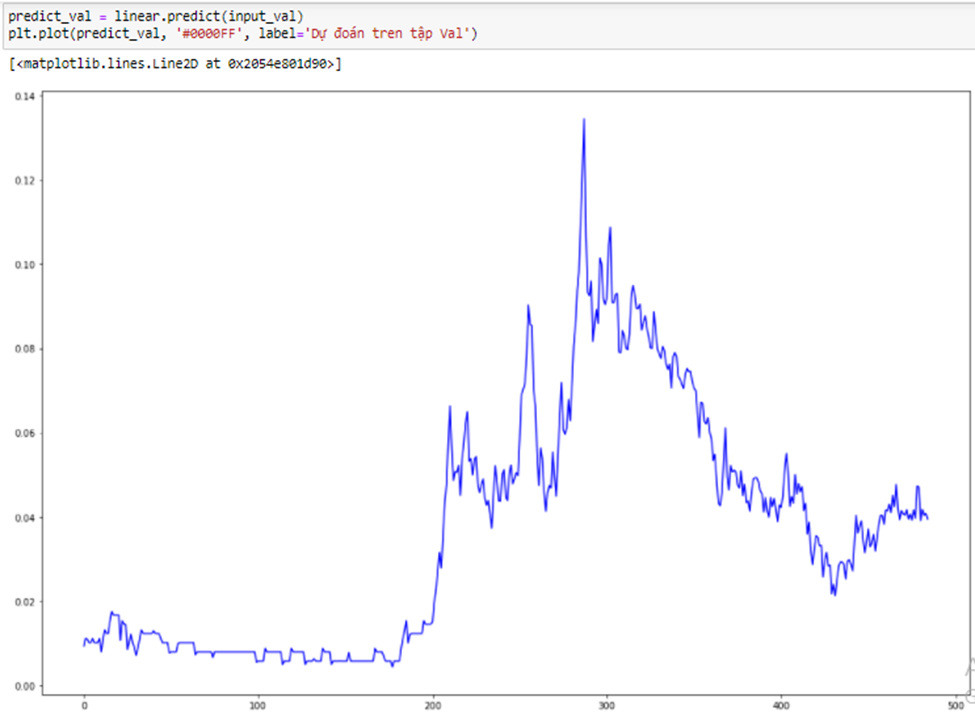 predict_val = linear.predict(input_val)
plt.plot(predict_val, '#0000FF', label='Dự đoán tren tập Val')
[<matplotlib.lines.Line2D at 0x2054e801d90>]
0.14
0.12
0.10
0.08
0.06
0.04
0.02
0.00
0 100 200 300 400 500